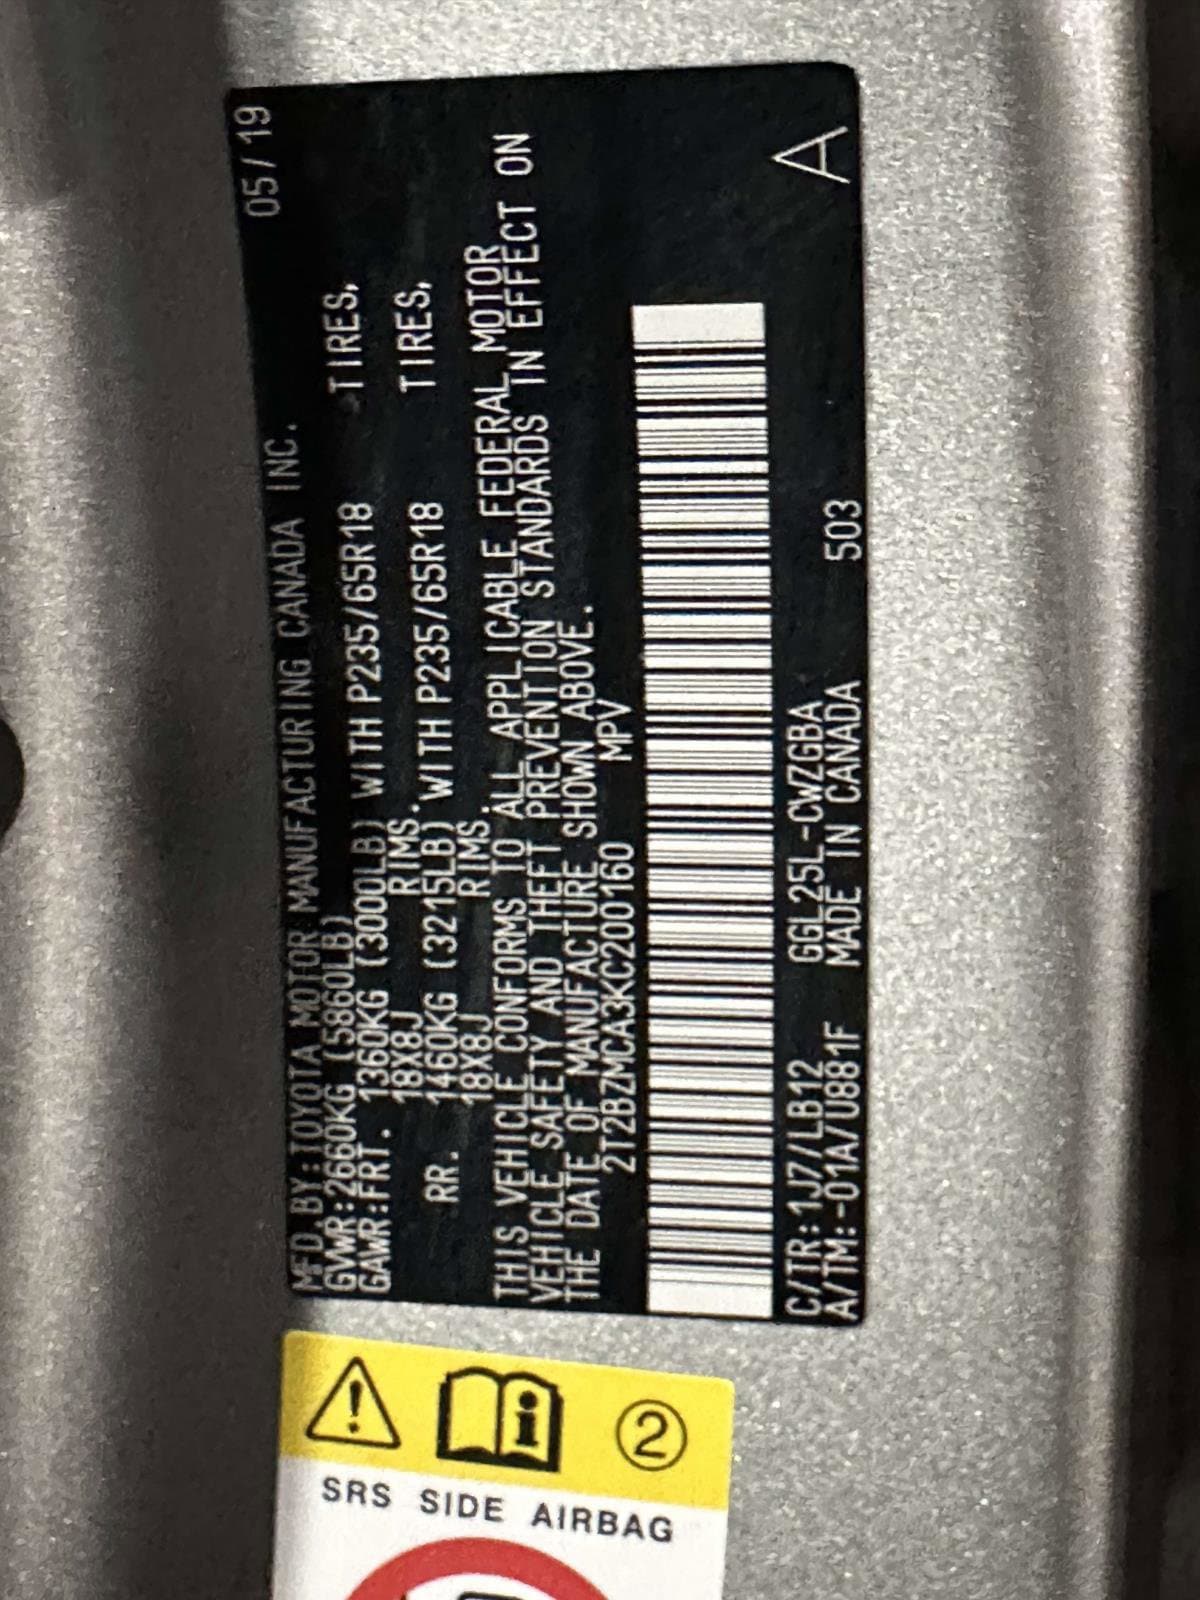 MFD.BY:TOYOTA MOTOR MANUFACTURING CANADA INC. 05/19
GVWR:2660KG (5860LB)
GAWR:FRT. 1360KG (3000LB) WITH P235/65R18 TIRES,
18X8J RIMS.
RR. 1460KG (3215LB) WITH P235/65R18 TIRES,
18X8J RIMS.
THIS VEHICLE CONFORMS TO ALL APPLICABLE FEDERAL MOTOR
VEHICLE SAFETY AND THEFT PREVENTION STANDARDS IN EFFECT ON
THE DATE OF MANUFACTURE SHOWN ABOVE.
2T2BZMCA3KC200160 MPV
A
C/TR:1J7/LB12 GGL25L-CWZGBA
A/TM:-01A/U881F MADE IN CANADA 503
2
SRS SIDE AIRBAG